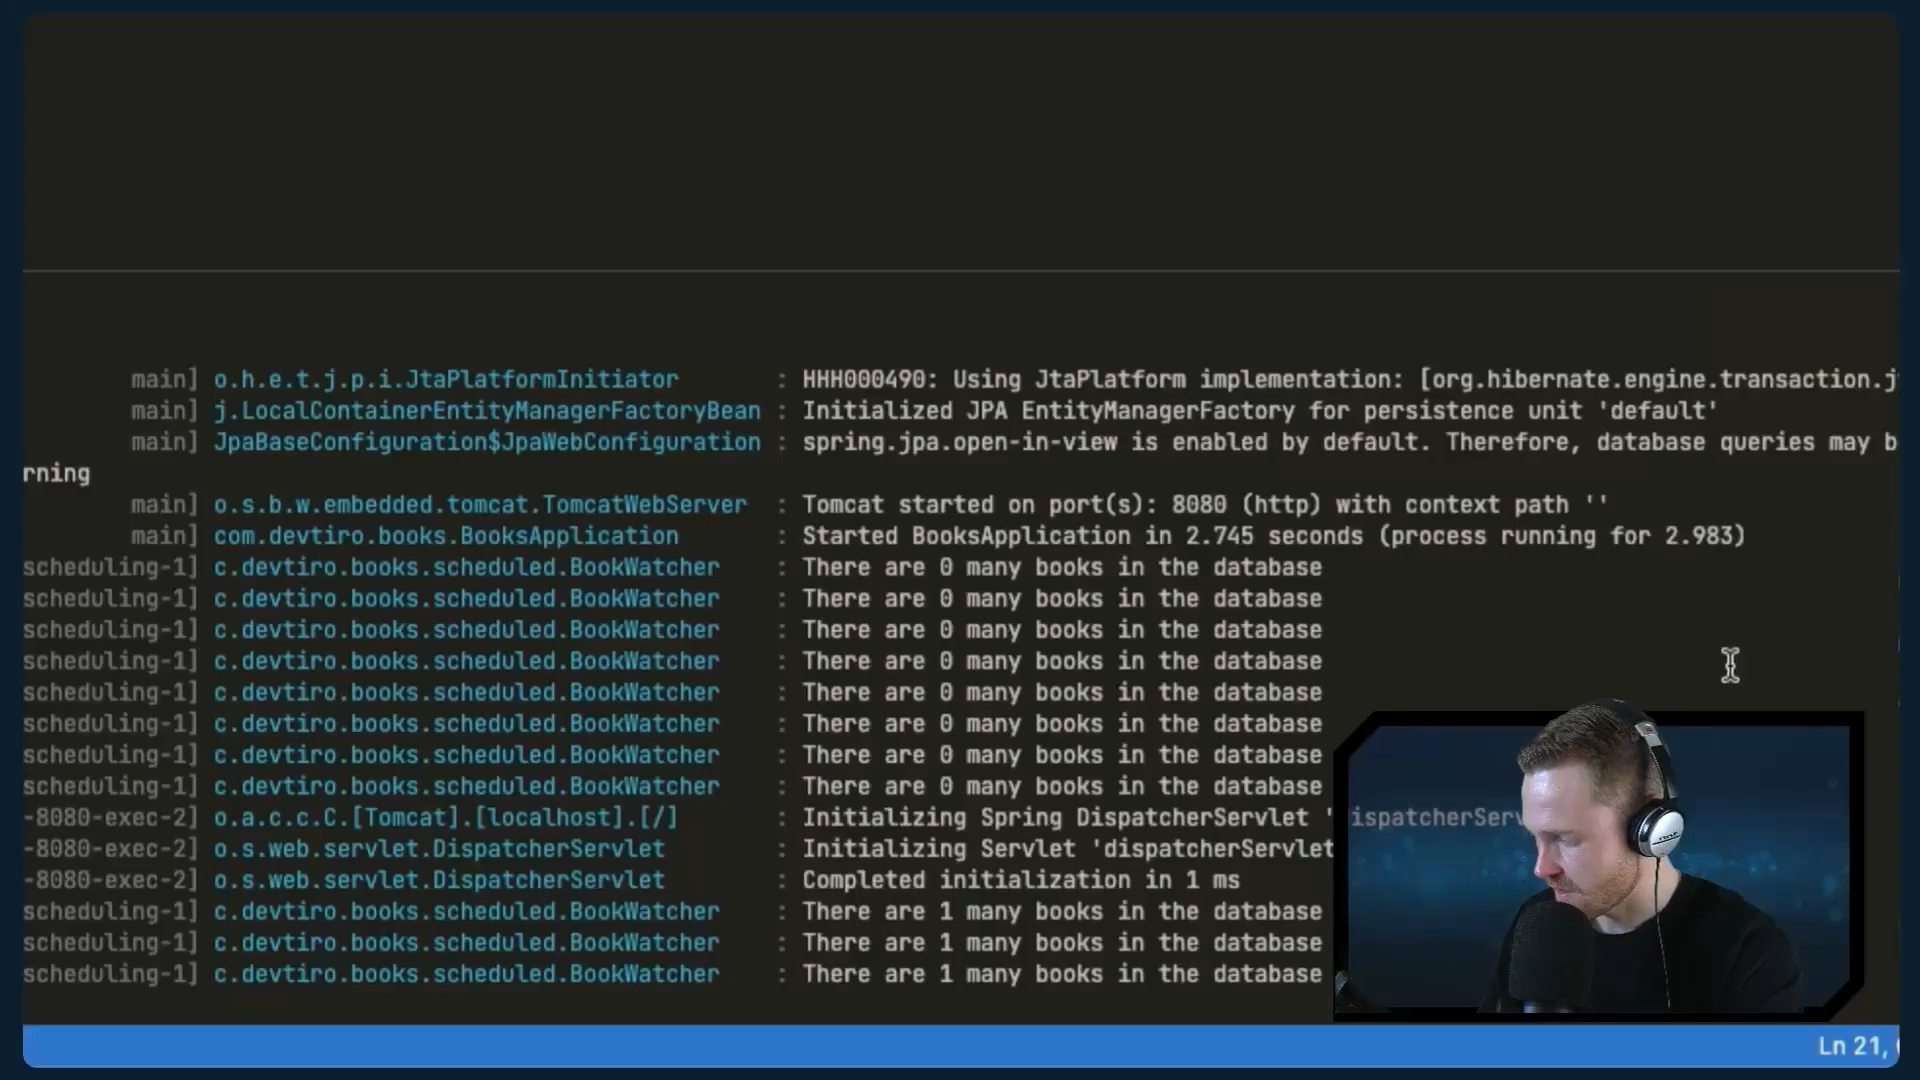 main] o.h.e.t.j.p.i.JtaPlatformInitiator : HHH000490: Using JtaPlatform implementation: [org.hibernate.engine.transaction.j
main] j.LocalContainerEntityManagerFactoryBean : Initialized JPA EntityManagerFactory for persistence unit 'default'
main] JpaBaseConfiguration$JpaWebConfiguration : spring.jpa.open-in-view is enabled by default. Therefore, database queries may b
rning
main] o.s.b.w.embedded.tomcat.TomcatWebServer : Tomcat started on port(s): 8080 (http) with context path ''
main] com.devtiro.books.BooksApplication : Started BooksApplication in 2.745 seconds (process running for 2.983)
scheduling-1] c.devtiro.books.scheduled.BookWatcher : There are 0 many books in the database
scheduling-1] c.devtiro.books.scheduled.BookWatcher : There are 0 many books in the database
scheduling-1] c.devtiro.books.scheduled.BookWatcher : There are 0 many books in the database
scheduling-1] c.devtiro.books.scheduled.BookWatcher : There are 0 many books in the database
scheduling-1] c.devtiro.books.scheduled.BookWatcher : There are 0 many books in the database
scheduling-1] c.devtiro.books.scheduled.BookWatcher : There are 0 many books in the database
scheduling-1] c.devtiro.books.scheduled.BookWatcher : There are 0 many books in the database
scheduling-1] c.devtiro.books.scheduled.BookWatcher : There are 0 many books in the database
-8080-exec-2] o.a.c.c.C.[Tomcat].[localhost].[/] : Initializing Spring DispatcherServlet 'ispatcherServ
-8080-exec-2] o.s.web.servlet.DispatcherServlet : Initializing Servlet 'dispatcherServlet
-8080-exec-2] o.s.web.servlet.DispatcherServlet : Completed initialization in 1 ms
scheduling-1] c.devtiro.books.scheduled.BookWatcher : There are 1 many books in the database
scheduling-1] c.devtiro.books.scheduled.BookWatcher : There are 1 many books in the database
scheduling-1] c.devtiro.books.scheduled.BookWatcher : There are 1 many books in the database
Ln 21,